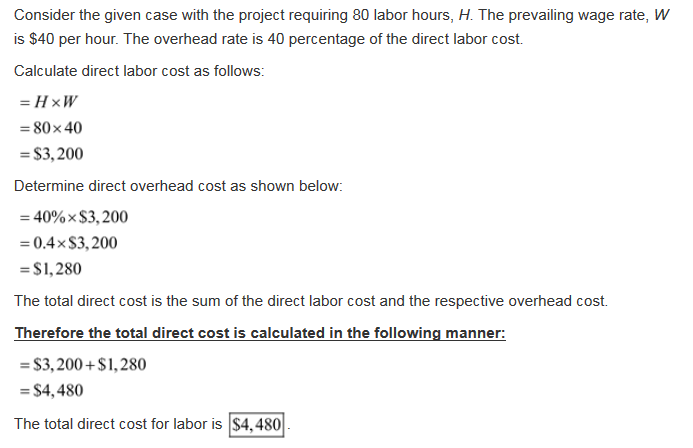 Consider the given case with the project requiring 80 labor hours, H. The prevailing wage rate, W
is $40 per hour. The overhead rate is 40 percentage of the direct labor cost.
Calculate direct labor cost as follows:
= H × W
= 80 × 40
= $3,200
Determine direct overhead cost as shown below:
= 40% × $3,200
= 0.4 × $3,200
= $1,280
The total direct cost is the sum of the direct labor cost and the respective overhead cost.
Therefore the total direct cost is calculated in the following manner:
= $3,200 + $1,280
= $4,480
The total direct cost for labor is $4,480.